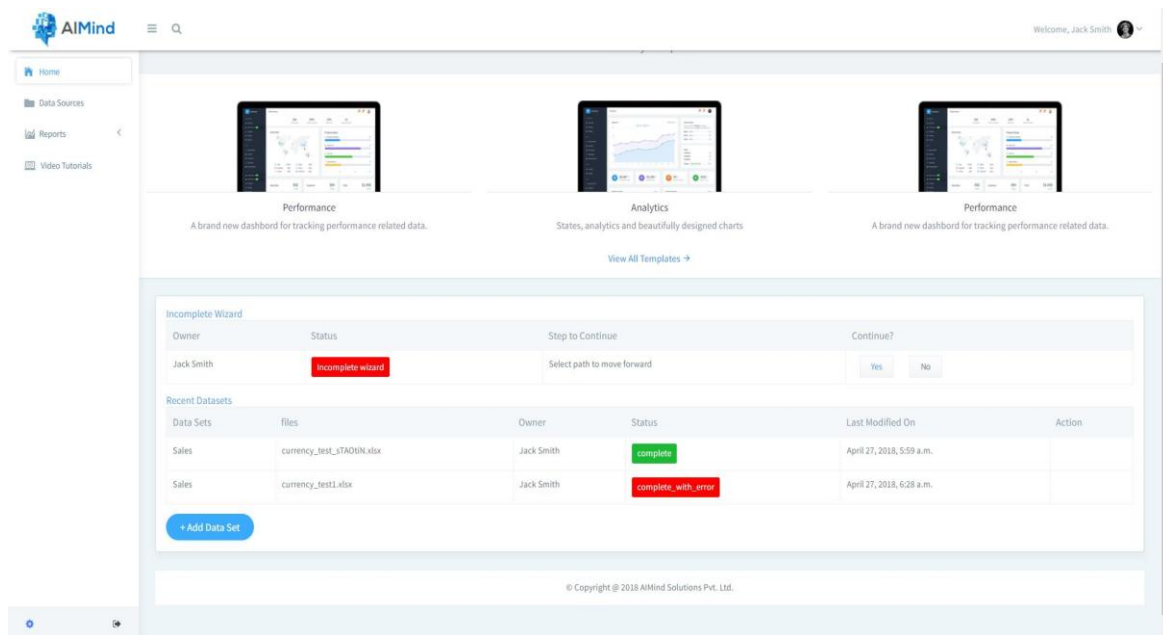 AIMind
Welcome, Jack Smith
Home
Data Sources
Reports
Video Tutorials
Performance
A brand new dashbord for tracking performance related data.
Analytics
States, analytics and beautifully designed charts
Performance
A brand new dashbord for tracking performance related data.
View All Templates →
Incomplete Wizard
Owner Status Step to Continue Continue?
Jack Smith Incomplete wizard Select path to move forward Yes No
Recent Datasets
Data Sets files Owner Status Last Modified On Action
Sales currency_test_sTAOtiN.xlsx Jack Smith complete April 27, 2018, 5:59 a.m.
Sales currency_test1.xlsx Jack Smith complete_with_error April 27, 2018, 6:28 a.m.
+ Add Data Set
© Copyright @ 2018 AIMind Solutions Pvt. Ltd.